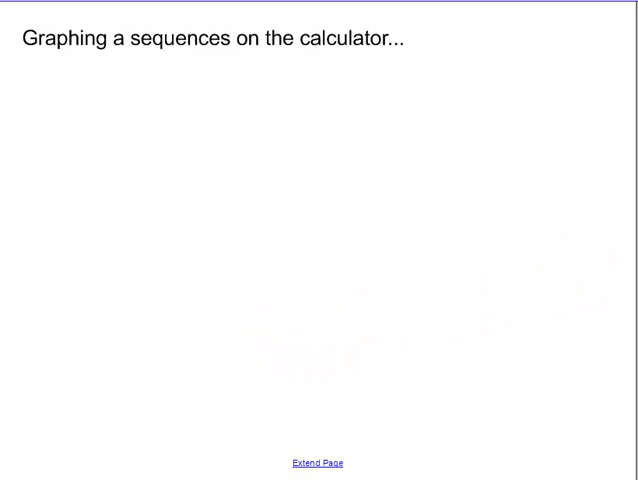 Graphing a sequences on the calculator...
Extend Page